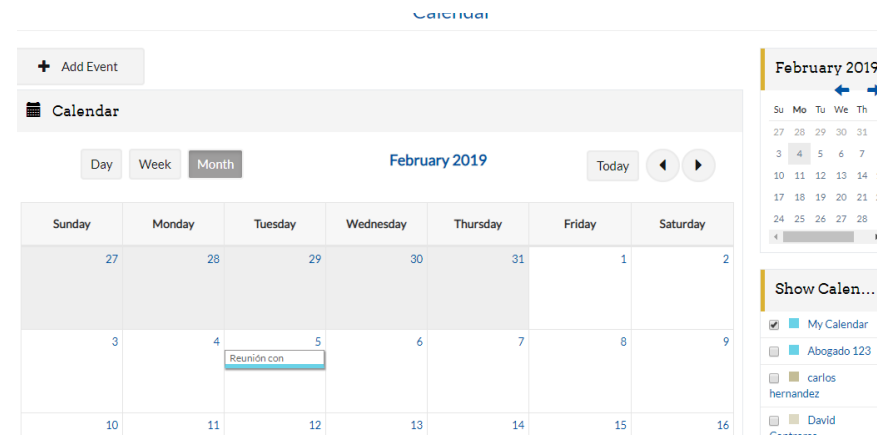 Calendar
Add Event
Calendar
Day Week Month February 2019 Today
Sunday Monday Tuesday Wednesday Thursday Friday Saturday
27 28 29 30 31 1 2
3 4 5 6 7 8 9
Reunión con
10 11 12 13 14 15 16
February 2019
Su Mo Tu We Th
27 28 29 30 31
3 4 5 6 7
10 11 12 13 14
17 18 19 20 21
24 25 26 27 28
Show Calen...
My Calendar
Abogado 123
carlos
hernandez
David
Contreras